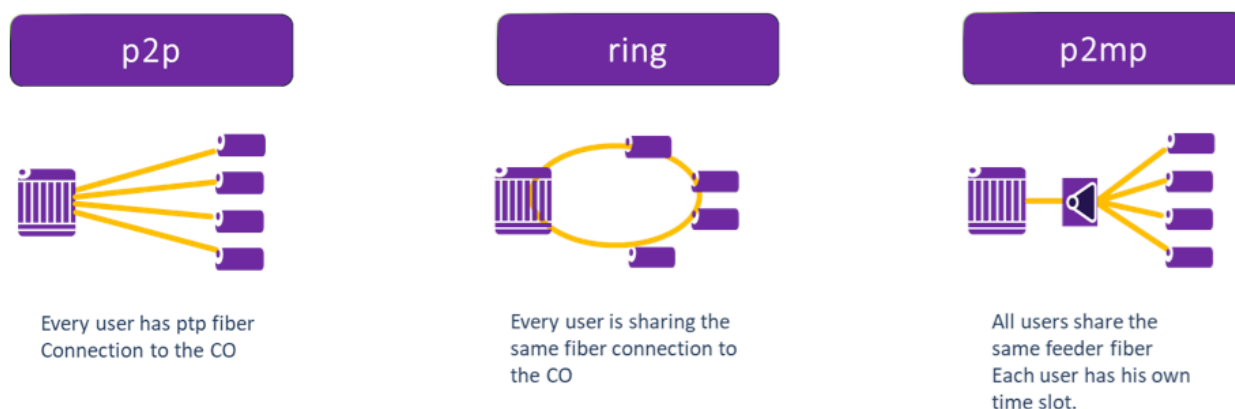 p2p
ring
p2mp
Every user has ptp fiber
Connection to the CO
Every user is sharing the
same fiber connection to
the CO
All users share the
same feeder fiber
Each user has his own
time slot.